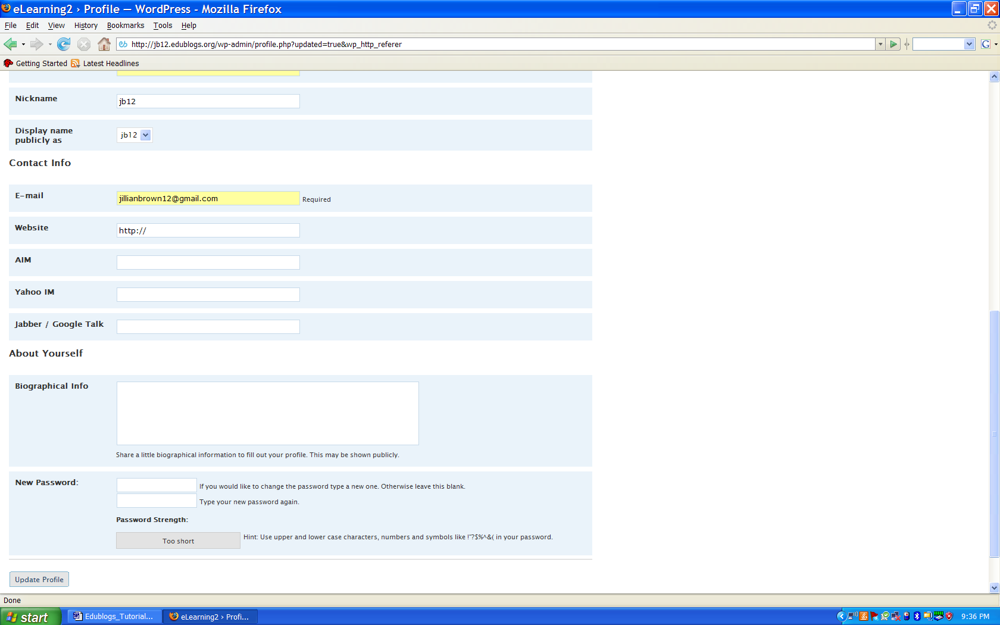 eLearning2 › Profile — WordPress - Mozilla Firefox
File Edit View History Bookmarks Tools Help
http://jb12.edublogs.org/wp-admin/profile.php?updated=true&wp_http_referer
G
Getting Started Latest Headlines
Nickname
jb12
Display name
publicly as
jb12
Contact Info
E-mail
jillianbrown12@gmail.com
Required
Website
http://
AIM
Yahoo IM
Jabber / Google Talk
About Yourself
Biographical Info
Share a little biographical information to fill out your profile. This may be shown publicly.
New Password:
If you would like to change the password type a new one. Otherwise leave this blank.
Type your new password again.
Password Strength:
Too short
Hint: Use upper and lower case characters, numbers and symbols like !"?$%^&( in your password.
Update Profile
Done
start
Edublogs_Tutorial...
eLearning2 › Profi...
9:36 PM